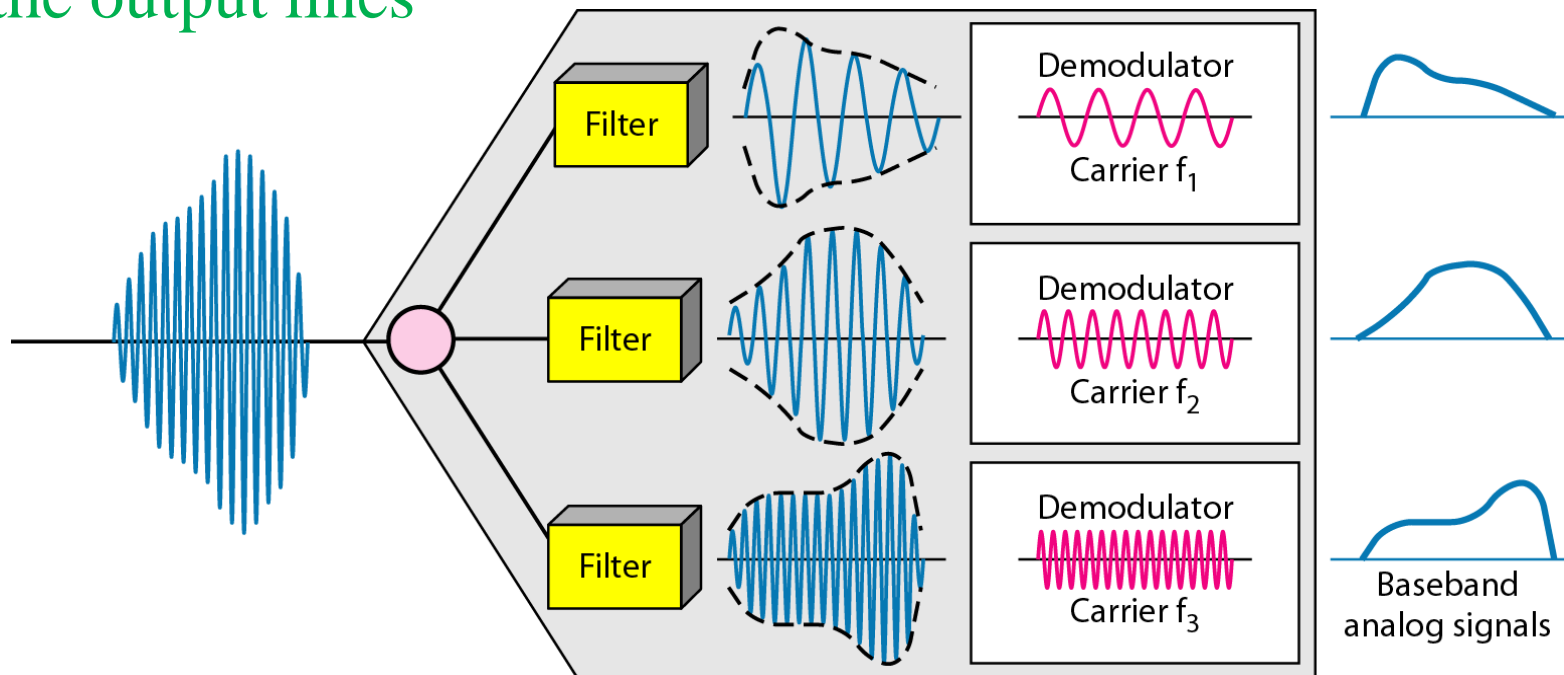 the output lines
Filter
Demodulator
Carrier f₁
Filter
Demodulator
Carrier f₂
Filter
Demodulator
Carrier f₃
Baseband
analog signals